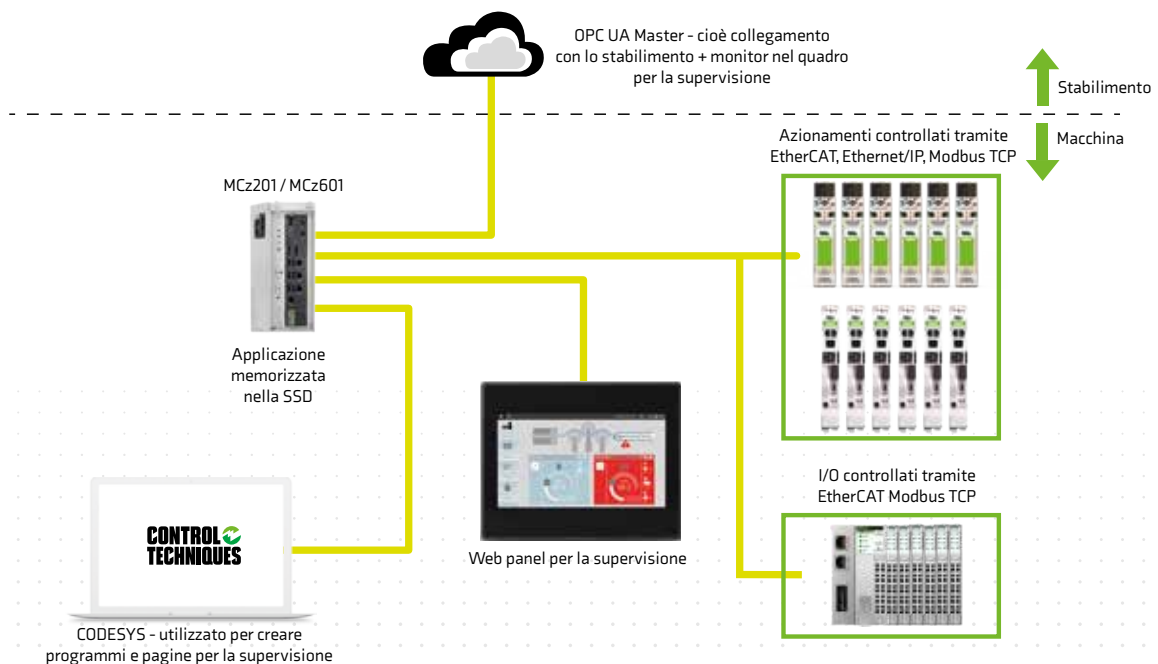 OPC UA Master - cioè collegamento
con lo stabilimento + monitor nel quadro
per la supervisione
Stabilimento
Macchina
Azionamenti controllati tramite
EtherCAT, Ethernet/IP, Modbus TCP
MCz201 / MCz601
Applicazione
memorizzata
nella SSD
I/O controllati tramite
EtherCAT Modbus TCP
CONTROL
TECHNIQUES
Web panel per la supervisione
CODESYS - utilizzato per creare
programmi e pagine per la supervisione